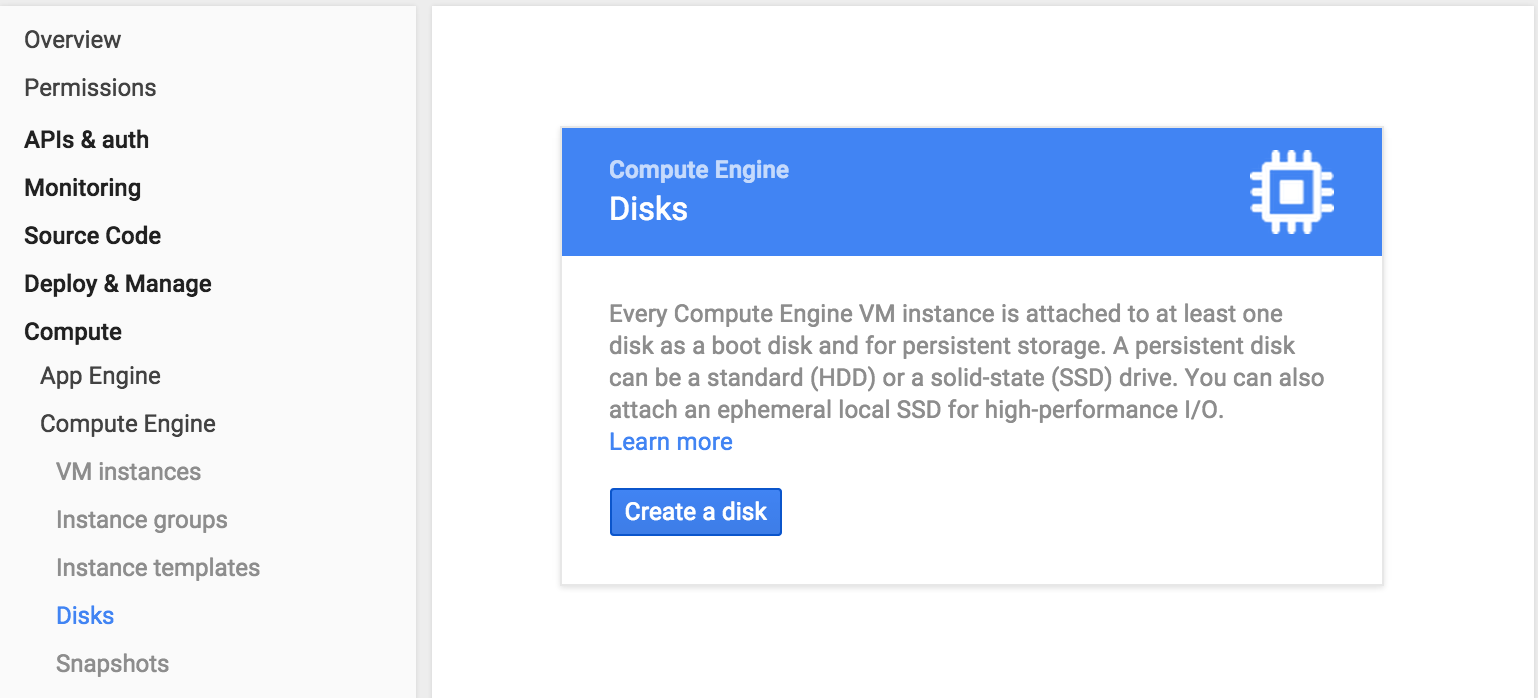 Overview
Permissions
APIs & auth
Monitoring
Source Code
Deploy & Manage
Compute
App Engine
Compute Engine
VM instances
Instance groups
Instance templates
Disks
Snapshots
Compute Engine
Disks
Every Compute Engine VM instance is attached to at least one
disk as a boot disk and for persistent storage. A persistent disk
can be a standard (HDD) or a solid-state (SSD) drive. You can also
attach an ephemeral local SSD for high-performance I/O.
Learn more
Create a disk